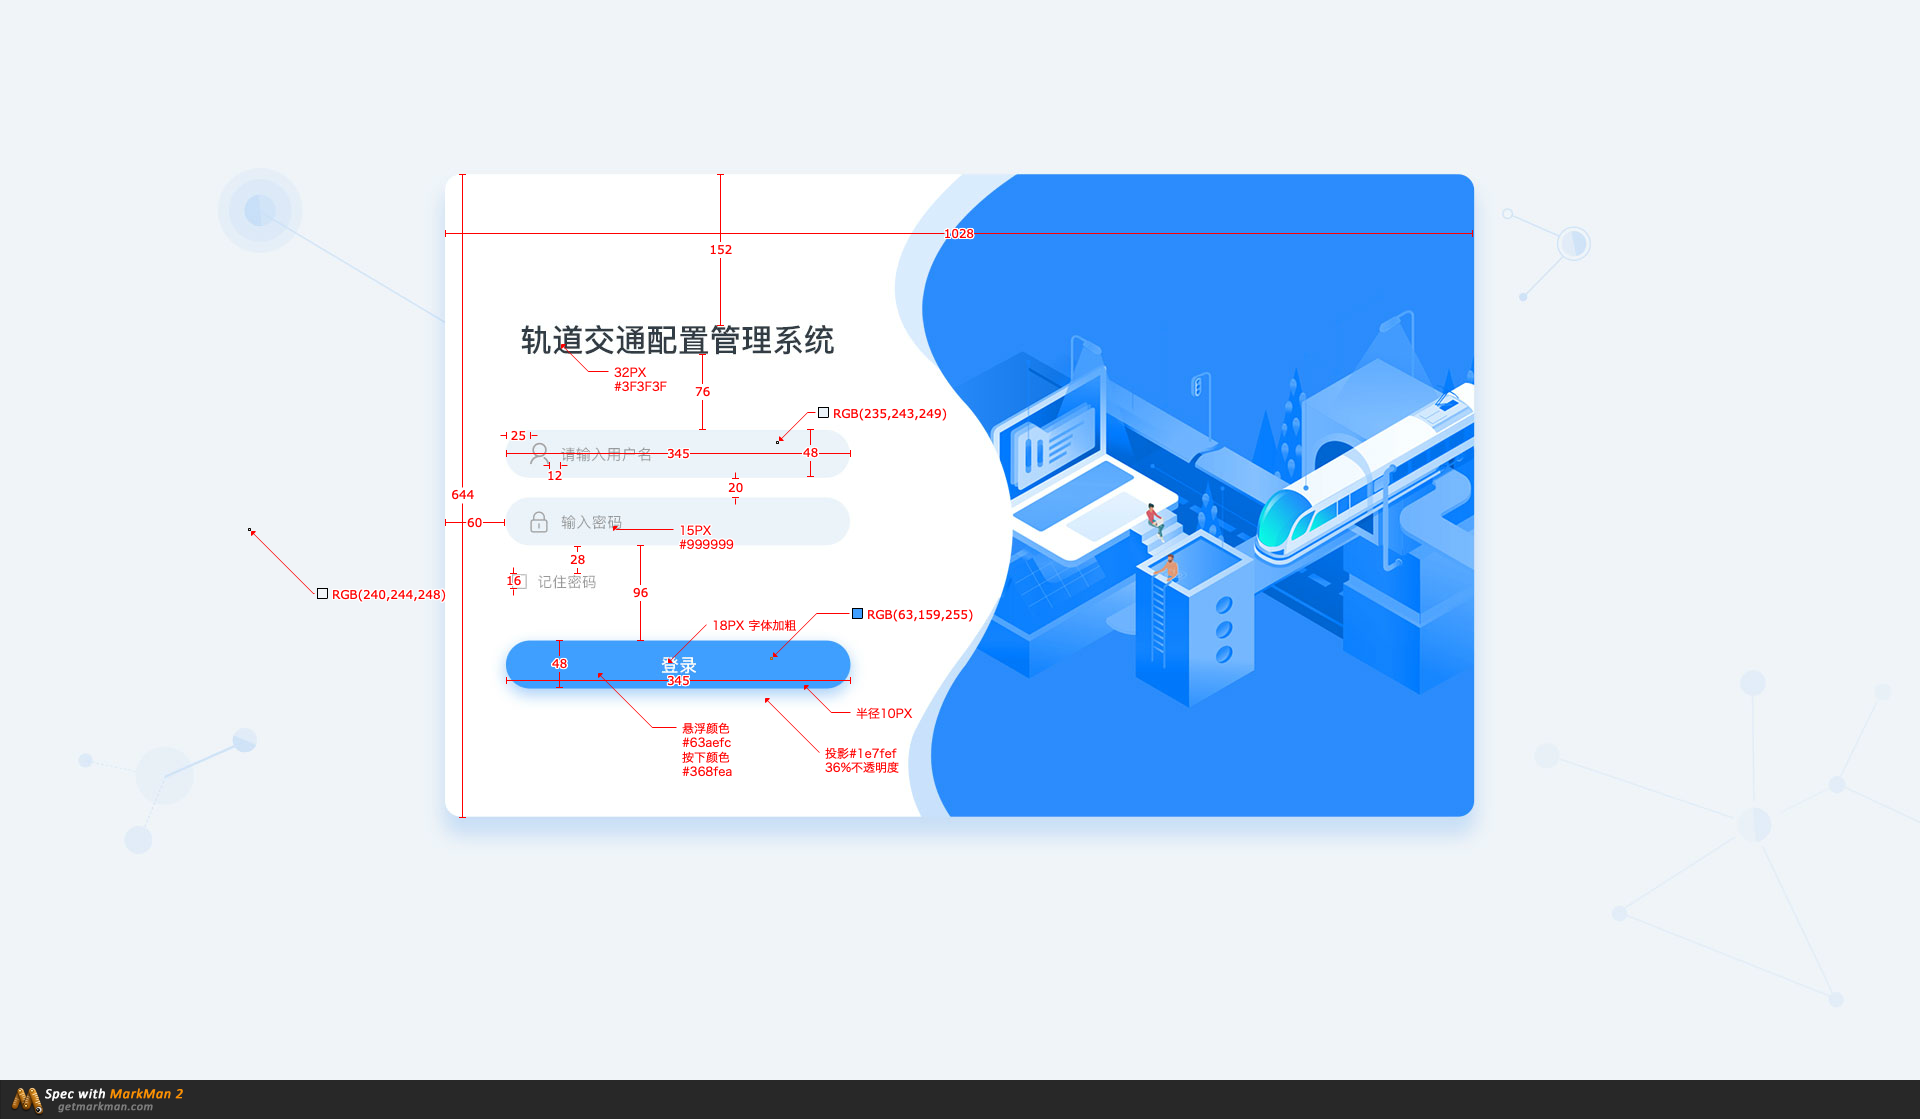 1028
152
轨道交通配置管理系统
32PX
#3F3F3F
76
RGB(235,243,249)
25
请输入用户名
345
48
12
20
644
60
输入密码
15PX
#999999
28
16
记住密码
96
RGB(240,244,248)
RGB(63,159,255)
18PX 字体加粗
48
登录
345
半径10PX
悬浮颜色
#63aefc
按下颜色
#368fea
投影#1e7fef
36%不透明度
Spec with MarkMan 2
getmarkman.com